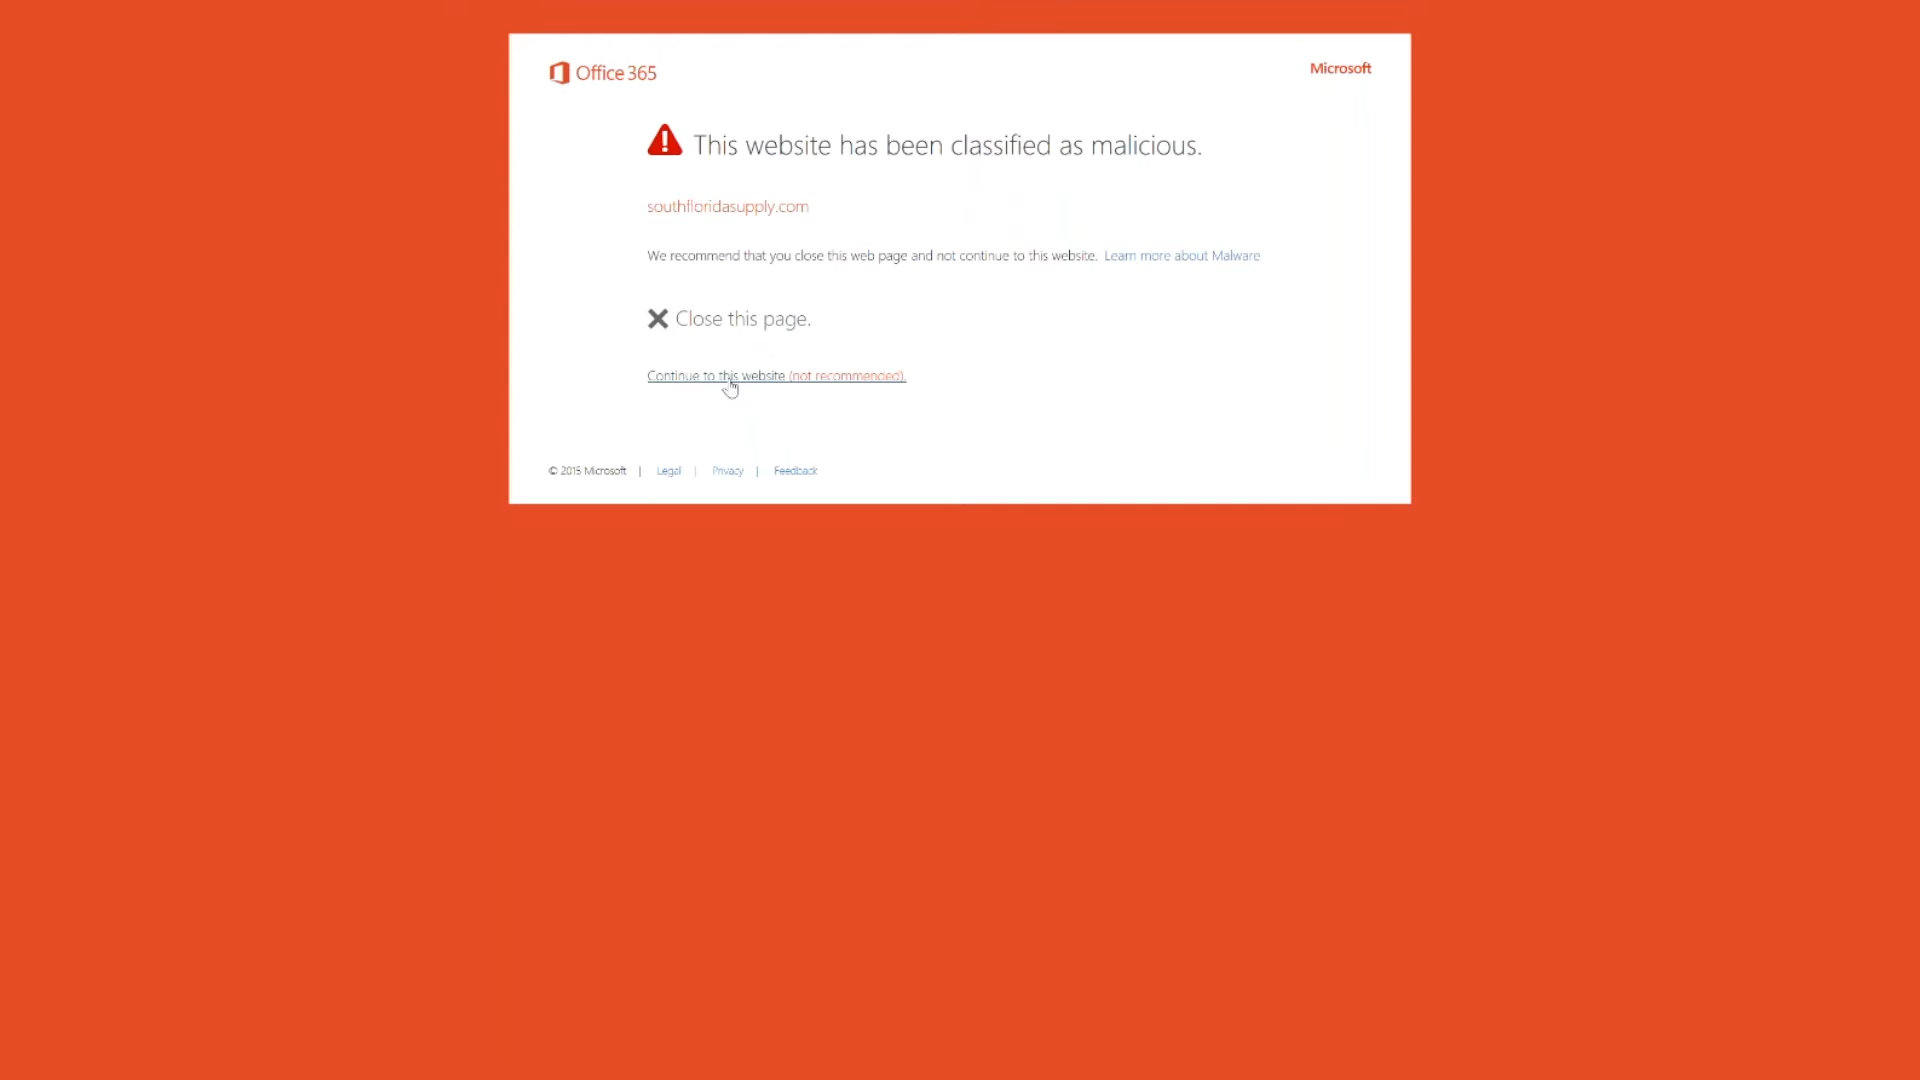 Office 365
Microsoft
This website has been classified as malicious.
southfloridasupply.com
We recommend that you close this web page and not continue to this website. Learn more about Malware
Close this page.
Continue to this website (not recommended).
© 2015 Microsoft | Legal | Privacy | Feedback